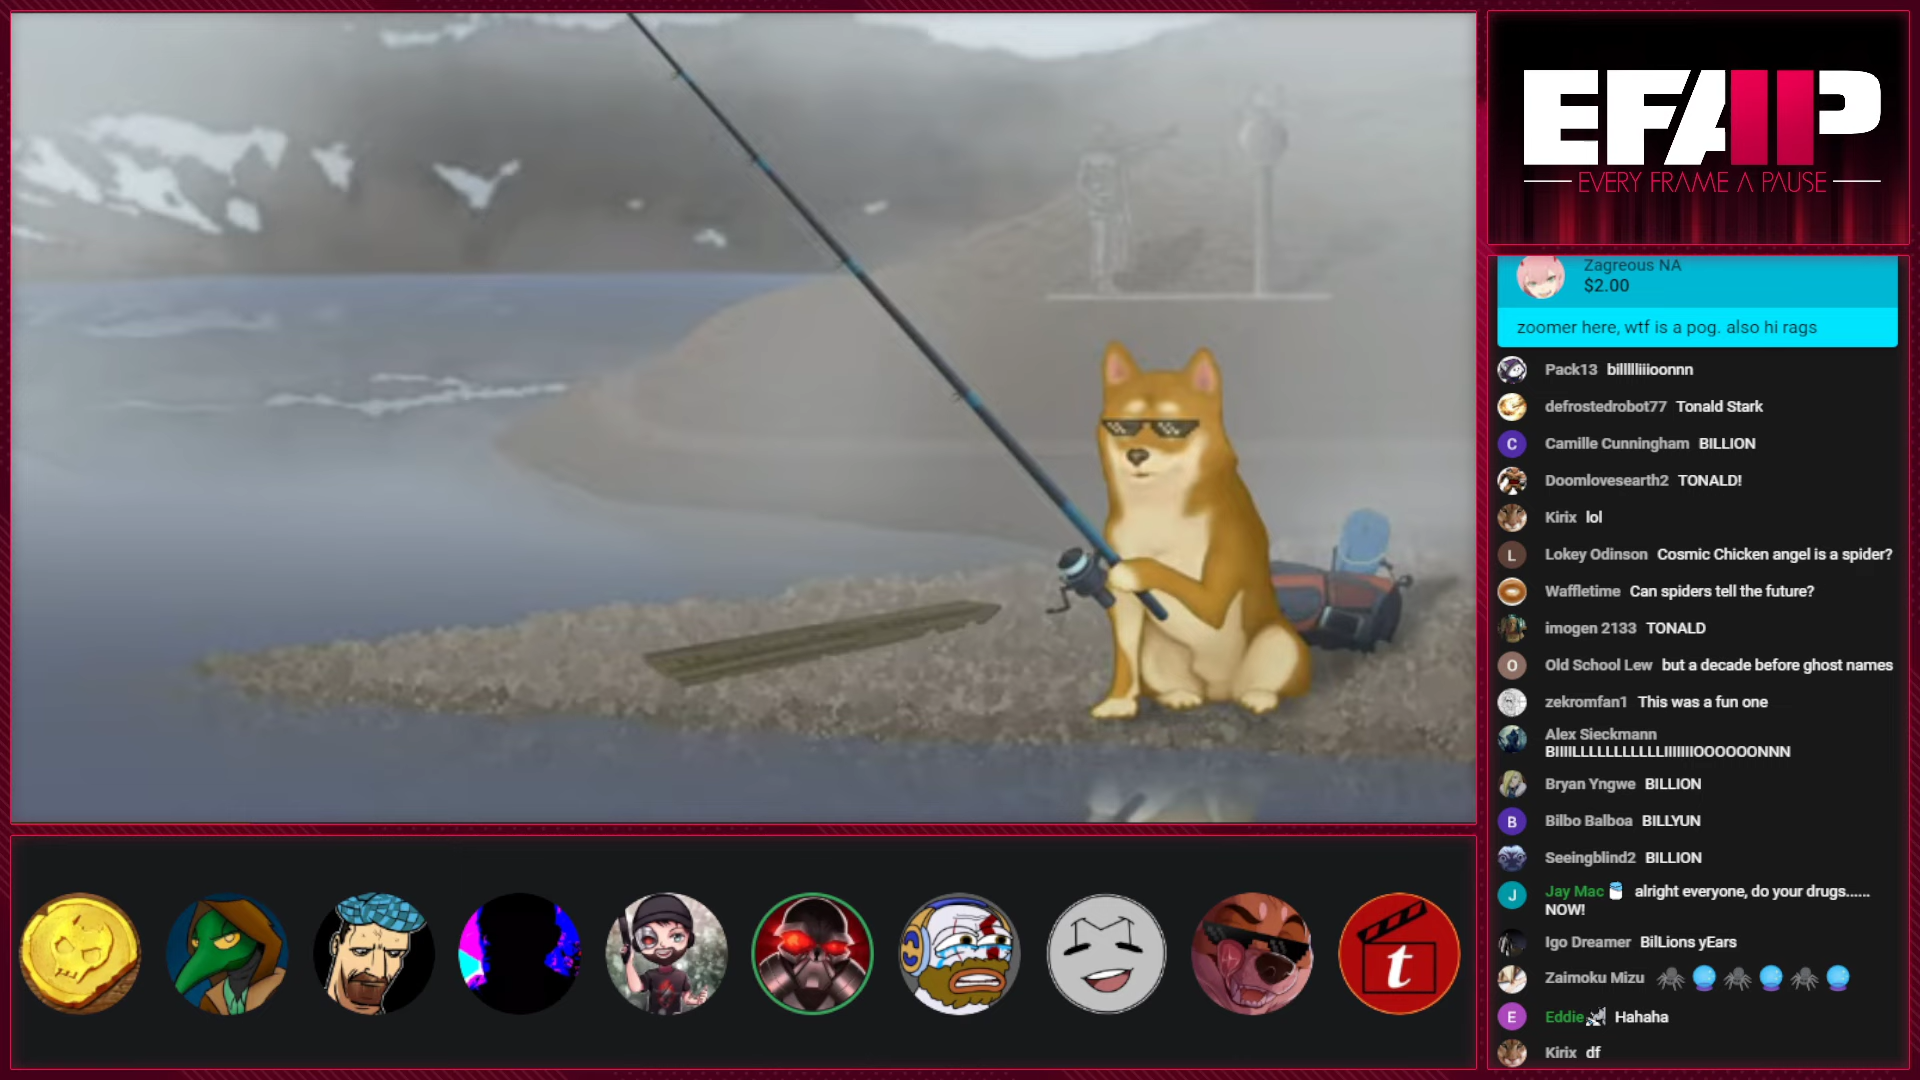 EFAP
EVERY FRAME A PAUSE
Zagreous NA
$2.00
zoomer here, wtf is a pog. also hi rags
Pack13 billllliiioonnn
defrostedrobot77 Tonald Stark
C Camille Cunningham BILLION
Doomlovesearth2 TONALD!
Kirix lol
L Lokey Odinson Cosmic Chicken angel is a spider?
Waffletime Can spiders tell the future?
imogen 2133 TONALD
O Old School Lew but a decade before ghost names
zekromfan1 This was a fun one
Alex Sieckmann
BIIIILLLLLLLLLLLIIIIIIIOOOOOONNN
Bryan Yngwe BILLION
B Bilbo Balboa BILLYUN
Seeingblind2 BILLION
J Jay Mac alright everyone, do your drugs......
NOW!
Igo Dreamer BilLions yEars
Zaimoku Mizu 🕷🔮🕷🔮🕷🔮
E Eddie Hahaha
Kirix df
t